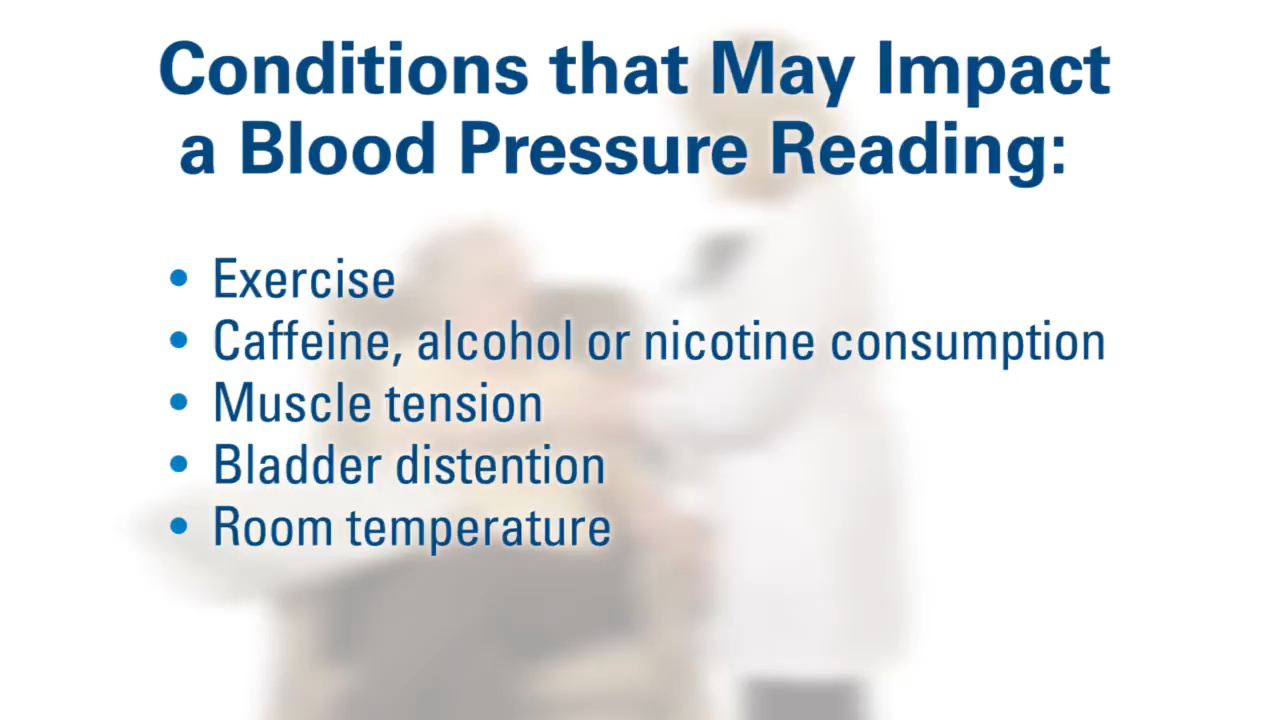 Conditions that May Impact
a Blood Pressure Reading:
• Exercise
• Caffeine, alcohol or nicotine consumption
• Muscle tension
• Bladder distention
• Room temperature